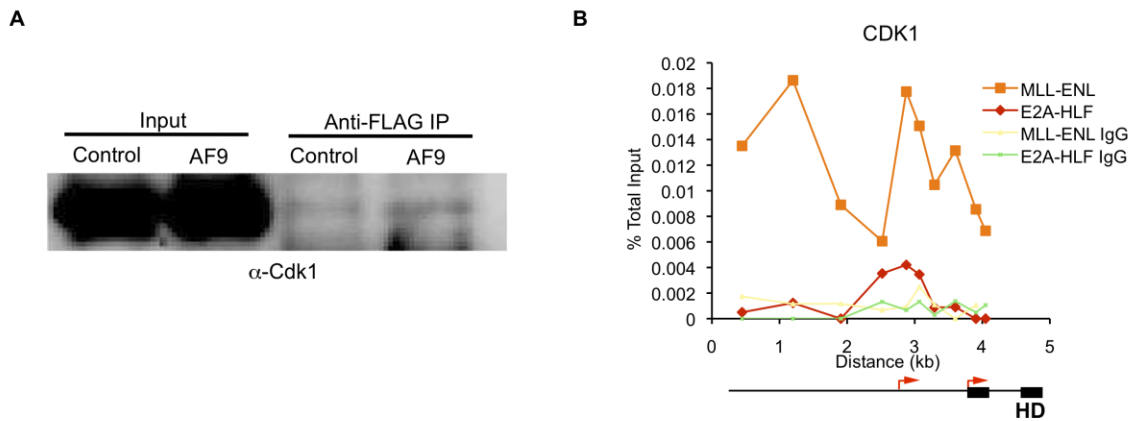 A
Input
Anti-FLAG IP
Control
AF9
Control
AF9
α-Cdk1
B
CDK1
0.02
0.018
0.016
0.014
0.012
0.01
0.008
0.006
0.004
0.002
0
% Total Input
MLL-ENL
E2A-HLF
MLL-ENL IgG
E2A-HLF IgG
0 1 2 3 4 5
Distance (kb)
HD